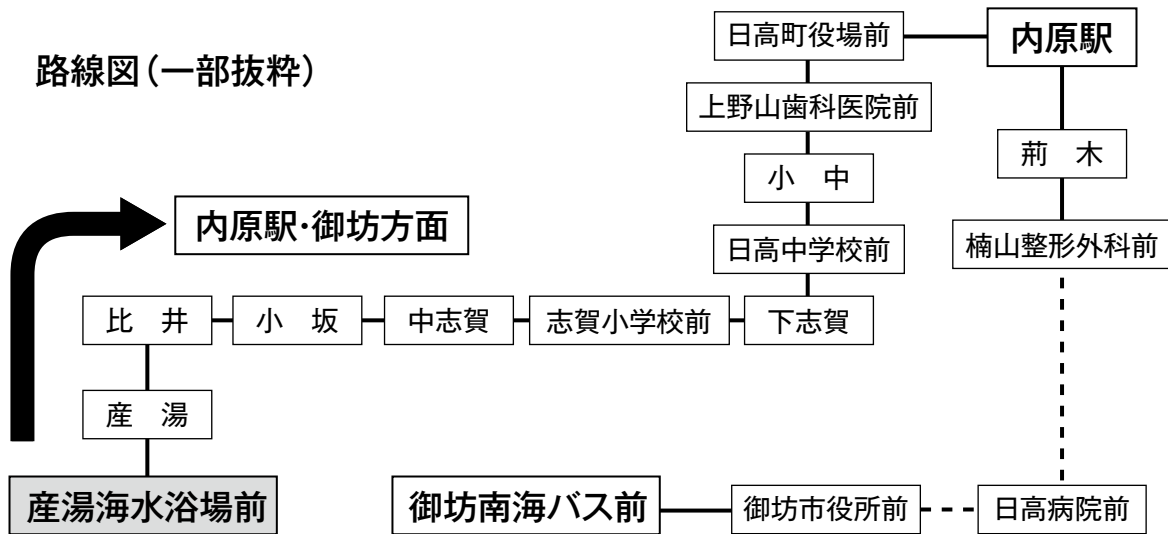 路線図（一部抜粋）
日高町役場前
内原駅
上野山歯科医院前
荊 木
小 中
内原駅・御坊方面
日高中学校前
楠山整形外科前
比 井
小 坂
中志賀
志賀小学校前
下志賀
産 湯
産湯海水浴場前
御坊南海バス前
御坊市役所前
日高病院前